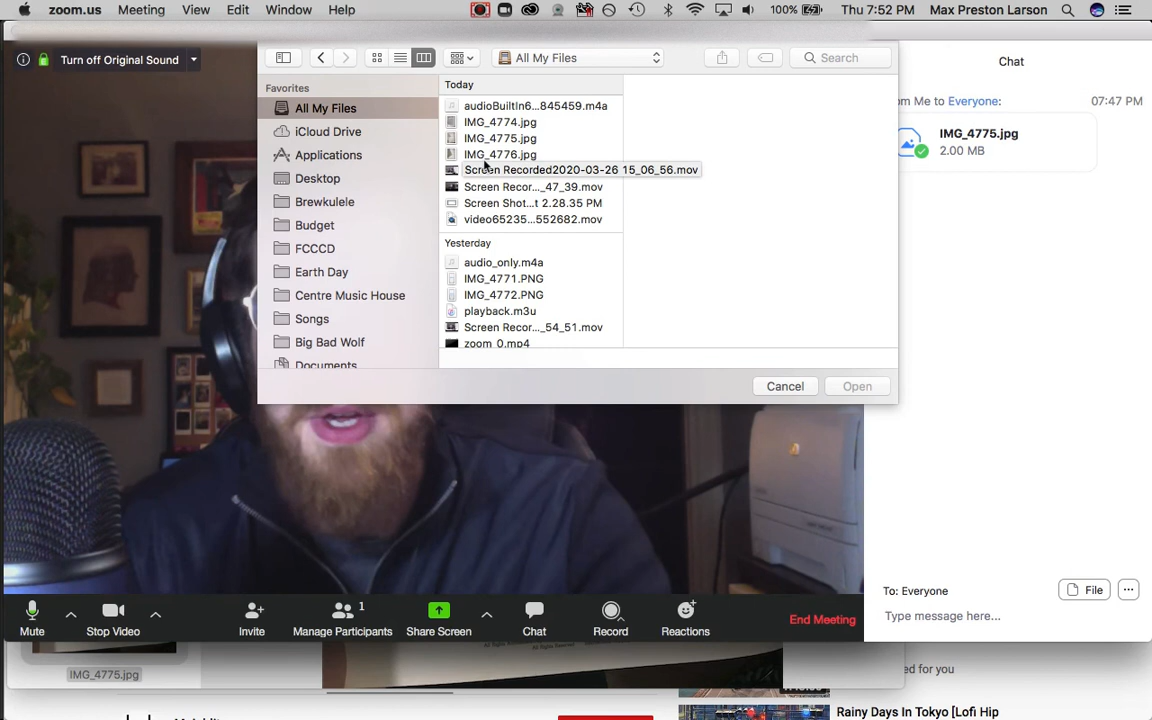 zoom.us Meeting View Edit Window Help 100% Thu 7:52 PM Max Preston Larson
Turn off Original Sound
All My Files
Search
Favorites
All My Files
iCloud Drive
Applications
Desktop
Brewkulele
Budget
FCCCD
Earth Day
Centre Music House
Songs
Big Bad Wolf
Documents
Today
audioBuiltIn6...845459.m4a
IMG_4774.jpg
IMG_4775.jpg
IMG_4776.jpg
Screen Recorded2020-03-26 15_06_56.mov
Screen Recor..._47_39.mov
Screen Shot...t 2.28.35 PM
video65235...552682.mov
Yesterday
audio_only.m4a
IMG_4771.PNG
IMG_4772.PNG
playback.m3u
Screen Recor..._54_51.mov
zoom_0.mp4
Cancel
Open
Chat
om Me to Everyone: 07:47 PM
IMG_4775.jpg
2.00 MB
To: Everyone
File
Type message here...
Mute
Stop Video
Invite
1
Manage Participants
Share Screen
Chat
Record
Reactions
End Meeting
IMG_4775.jpg
All Rights Reserved
ed for you
Rainy Days In Tokyo [Lofi Hip